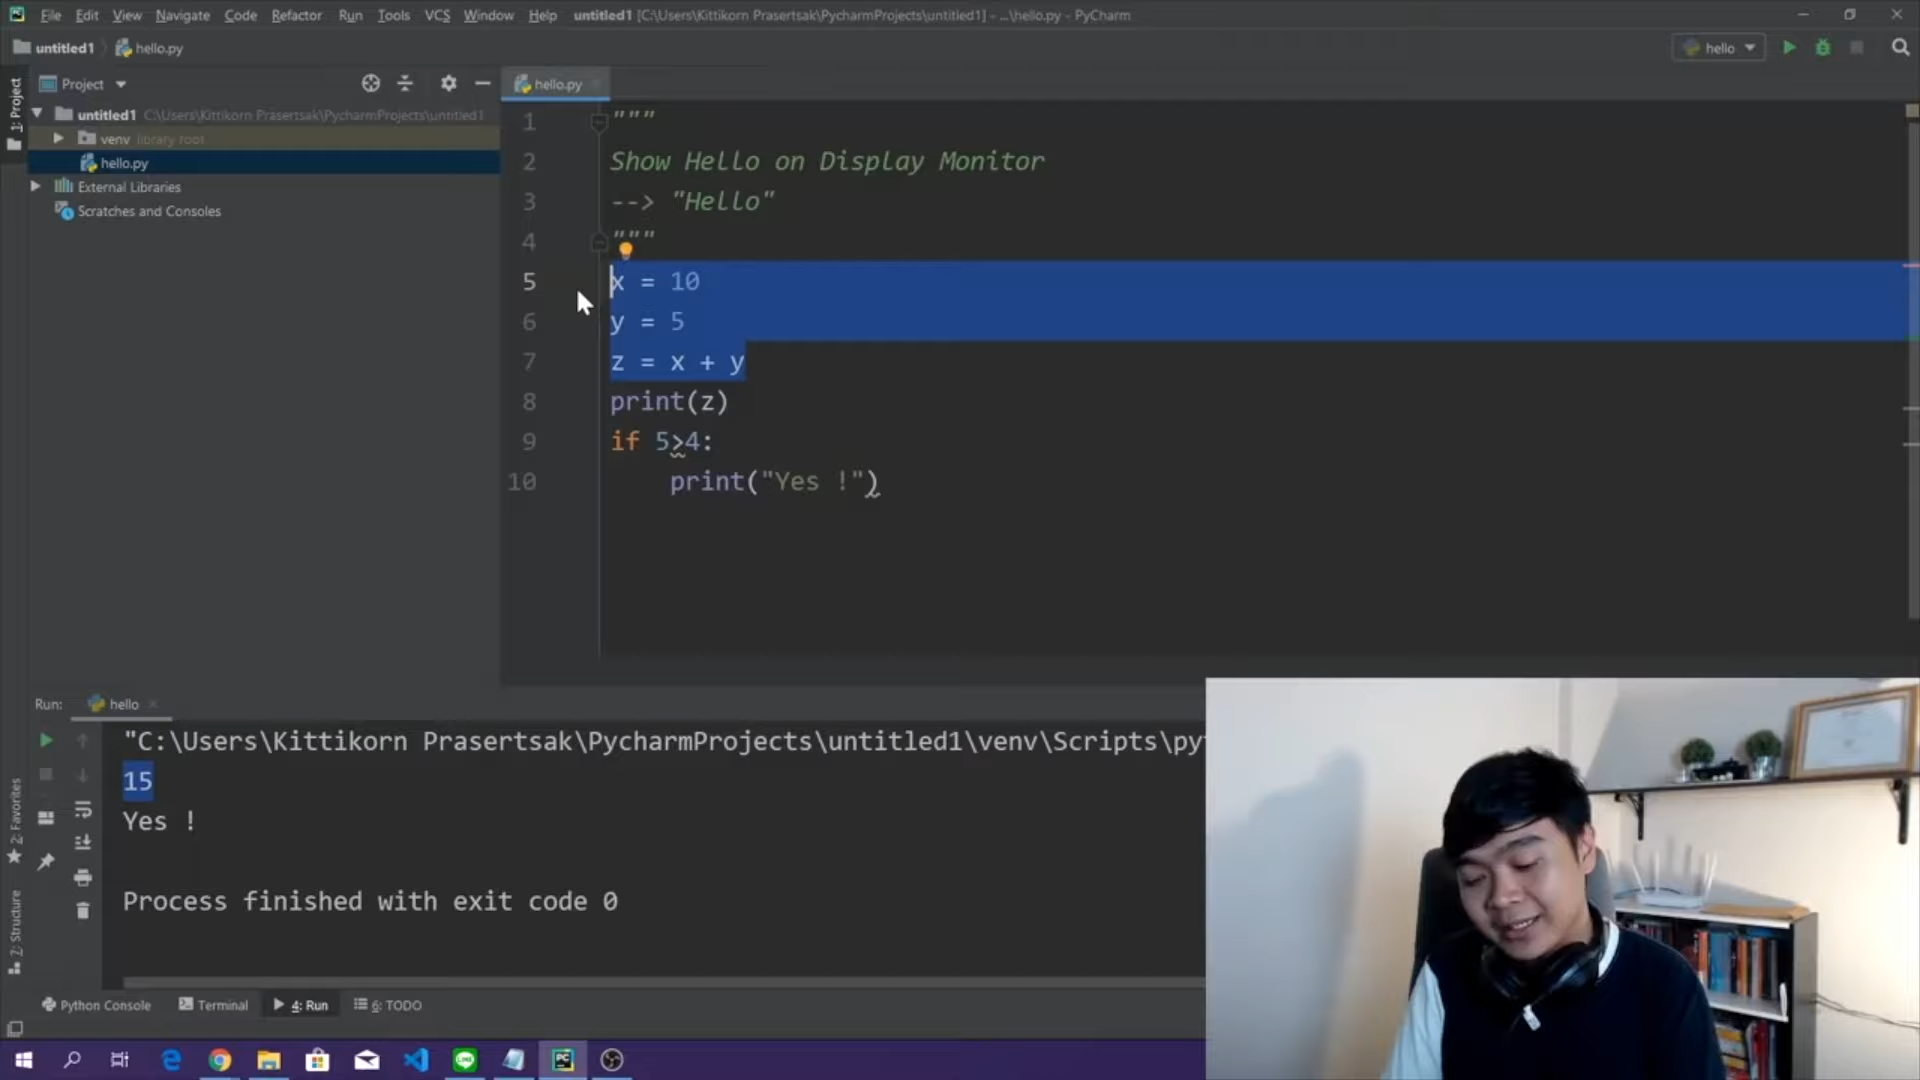 File Edit View Navigate Code Refactor Run Tools VCS Window Help untitled1 [C:\Users\Kittikorn Prasertsak\PycharmProjects\untitled1] - ...\hello.py - PyCharm
untitled1 hello.py
hello
1: Project
Project
hello.py
untitled1 C:\Users\Kittikorn Prasertsak\PycharmProjects\untitled1
venv library root
hello.py
External Libraries
Scratches and Consoles
1 """
2 Show Hello on Display Monitor
3 --> "Hello"
4 """
5 x = 10
6 y = 5
7 z = x + y
8 print(z)
9 if 5>4:
10 print("Yes !")
Run: hello
"C:\Users\Kittikorn Prasertsak\PycharmProjects\untitled1\venv\Scripts\py
15
Yes !
Process finished with exit code 0
2: Favorites
7: Structure
Python Console Terminal 4: Run 6: TODO